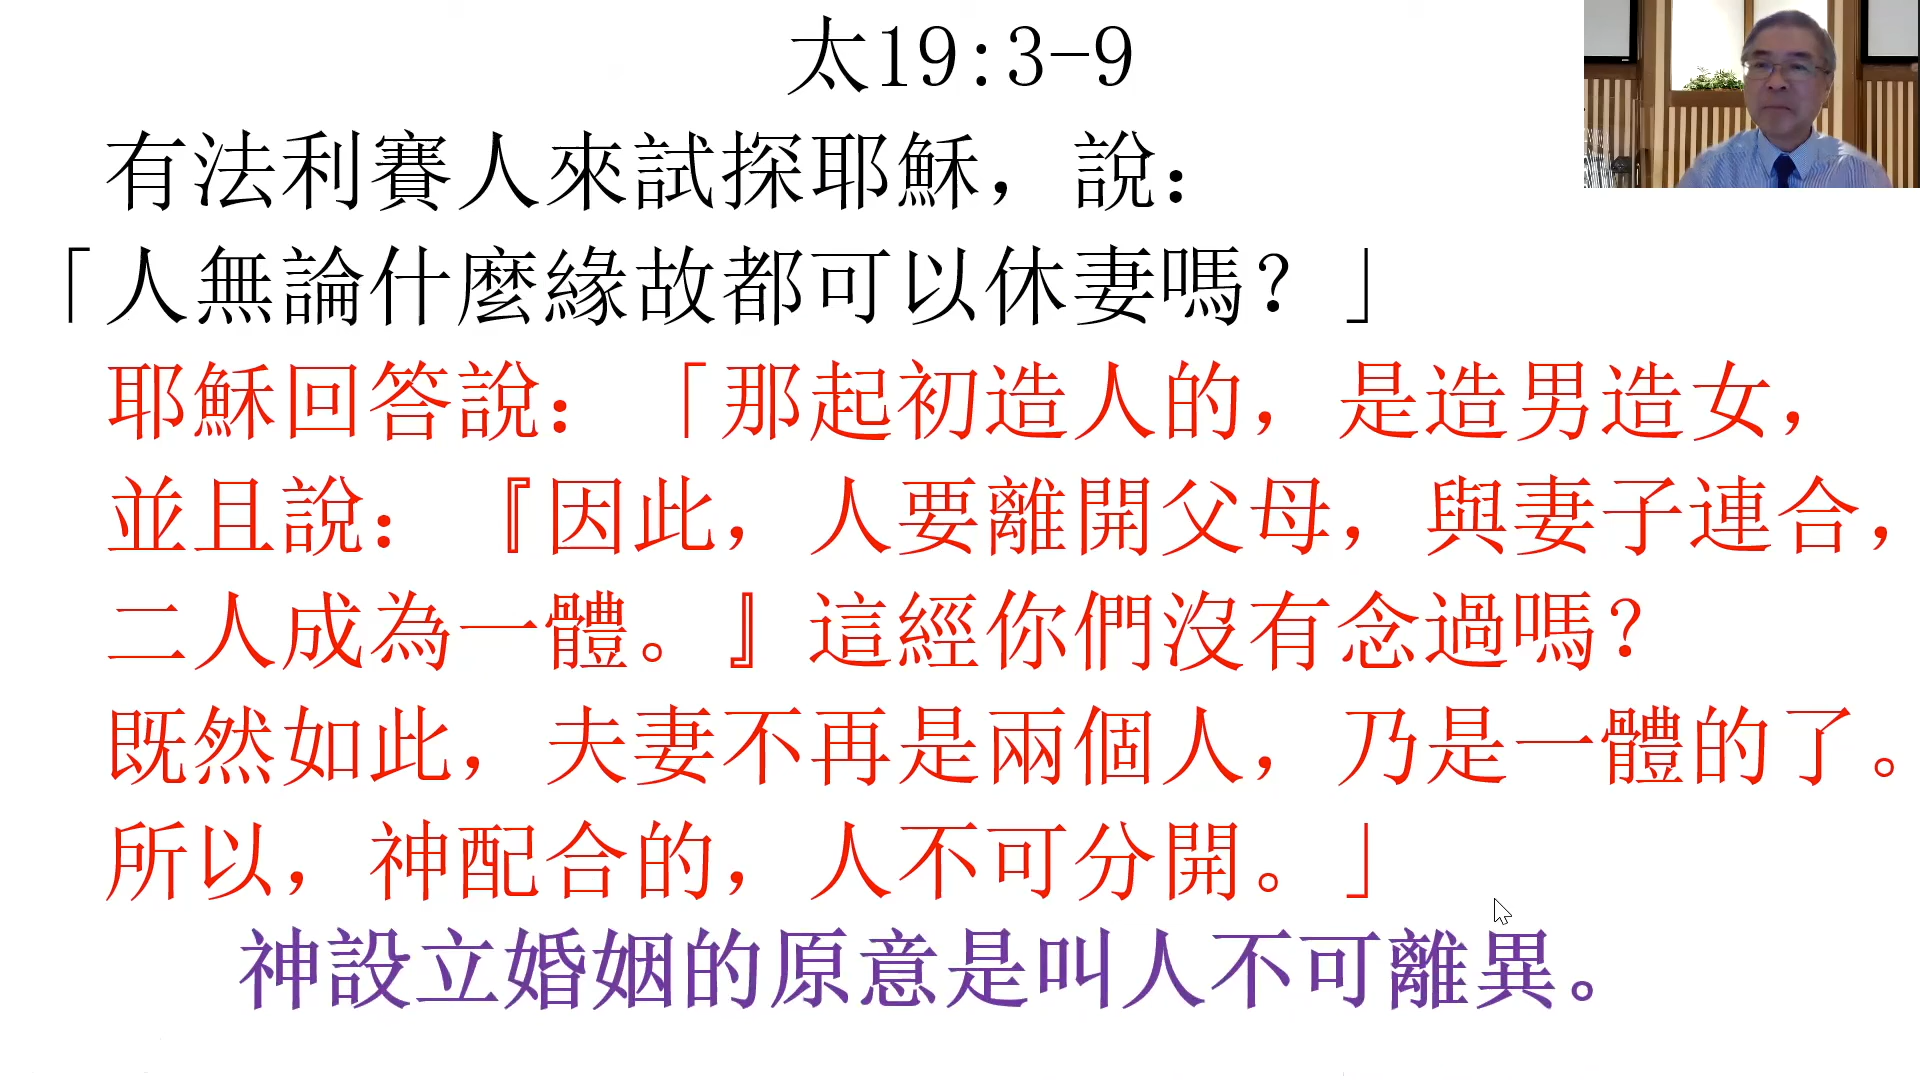 太19:3-9
有法利賽人來試探耶穌，說：
「人無論什麼緣故都可以休妻嗎？」
耶穌回答說：「那起初造人的，是造男造女，
並且說：『因此，人要離開父母，與妻子連合，
二人成為一體。』這經你們沒有念過嗎？
既然如此，夫妻不再是兩個人，乃是一體的了。
所以，神配合的，人不可分開。」
神設立婚姻的原意是叫人不可離異。